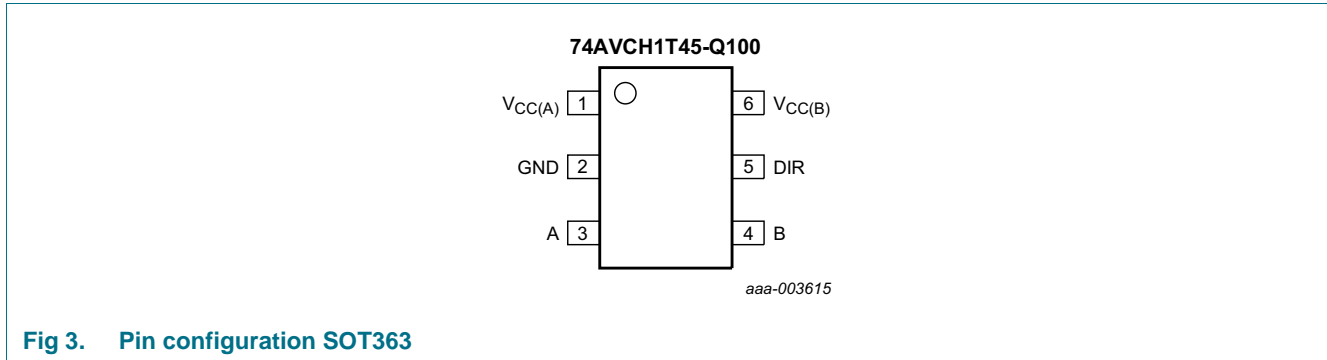 74AVCH1T45-Q100
VCC(A) 1 6 VCC(B)
GND 2 5 DIR
A 3 4 B
aaa-003615
Fig 3. Pin configuration SOT363